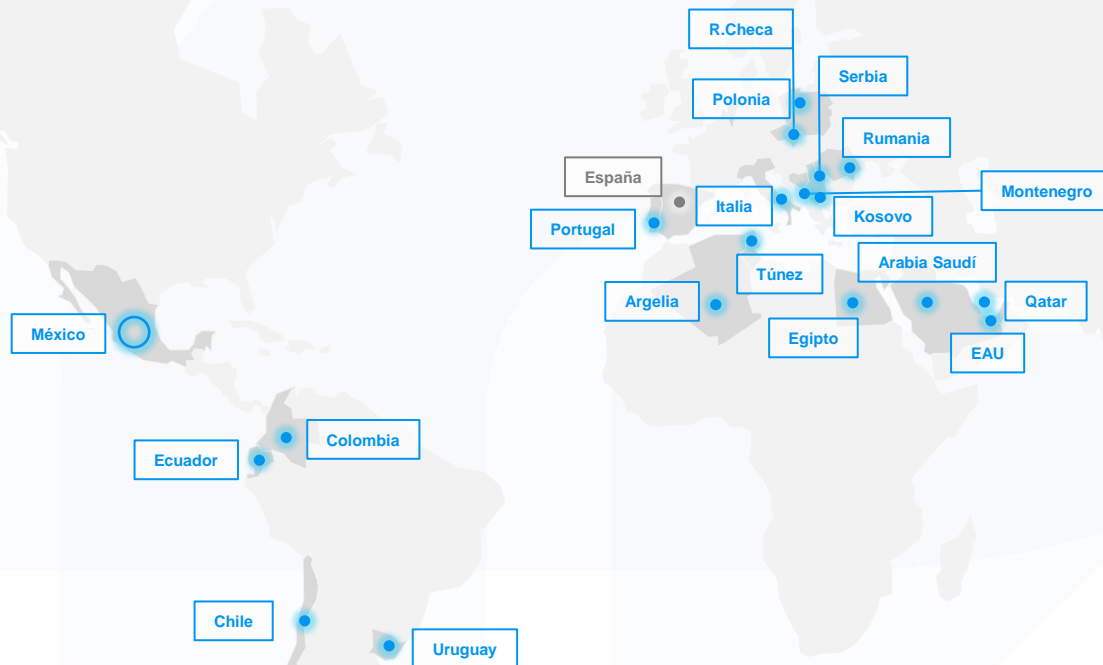 R.Checa
Serbia
Polonia
Rumania
España
Italia
Montenegro
Portugal
Kosovo
Túnez
Arabia Saudí
Argelia
Qatar
México
Egipto
EAU
Colombia
Ecuador
Chile
Uruguay